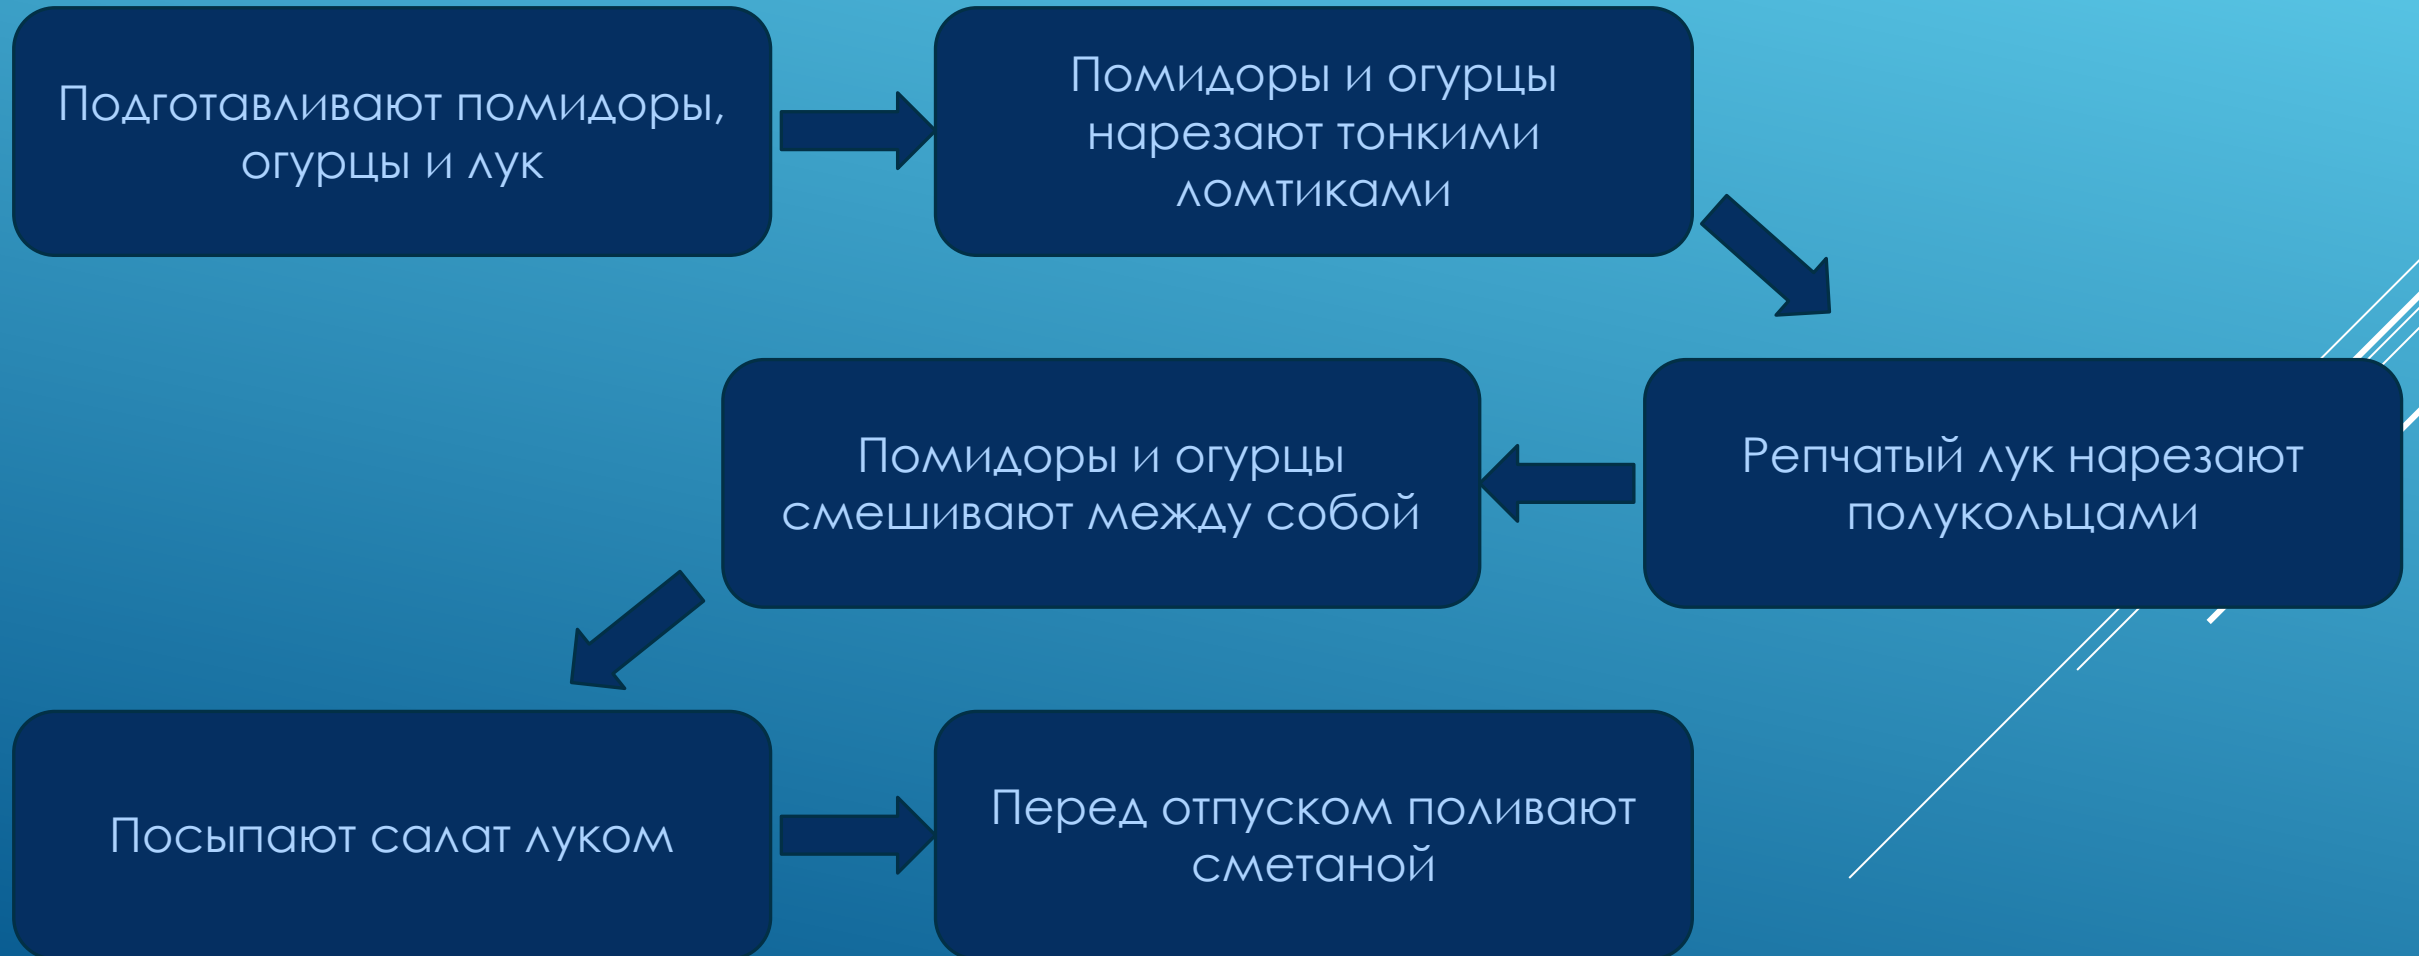 Подготавливают помидоры,
огурцы и лук
Помидоры и огурцы
нарезают тонкими
ломтиками
Репчатый лук нарезают
полукольцами
Помидоры и огурцы
смешивают между собой
Посыпают салат луком
Перед отпуском поливают
сметаной